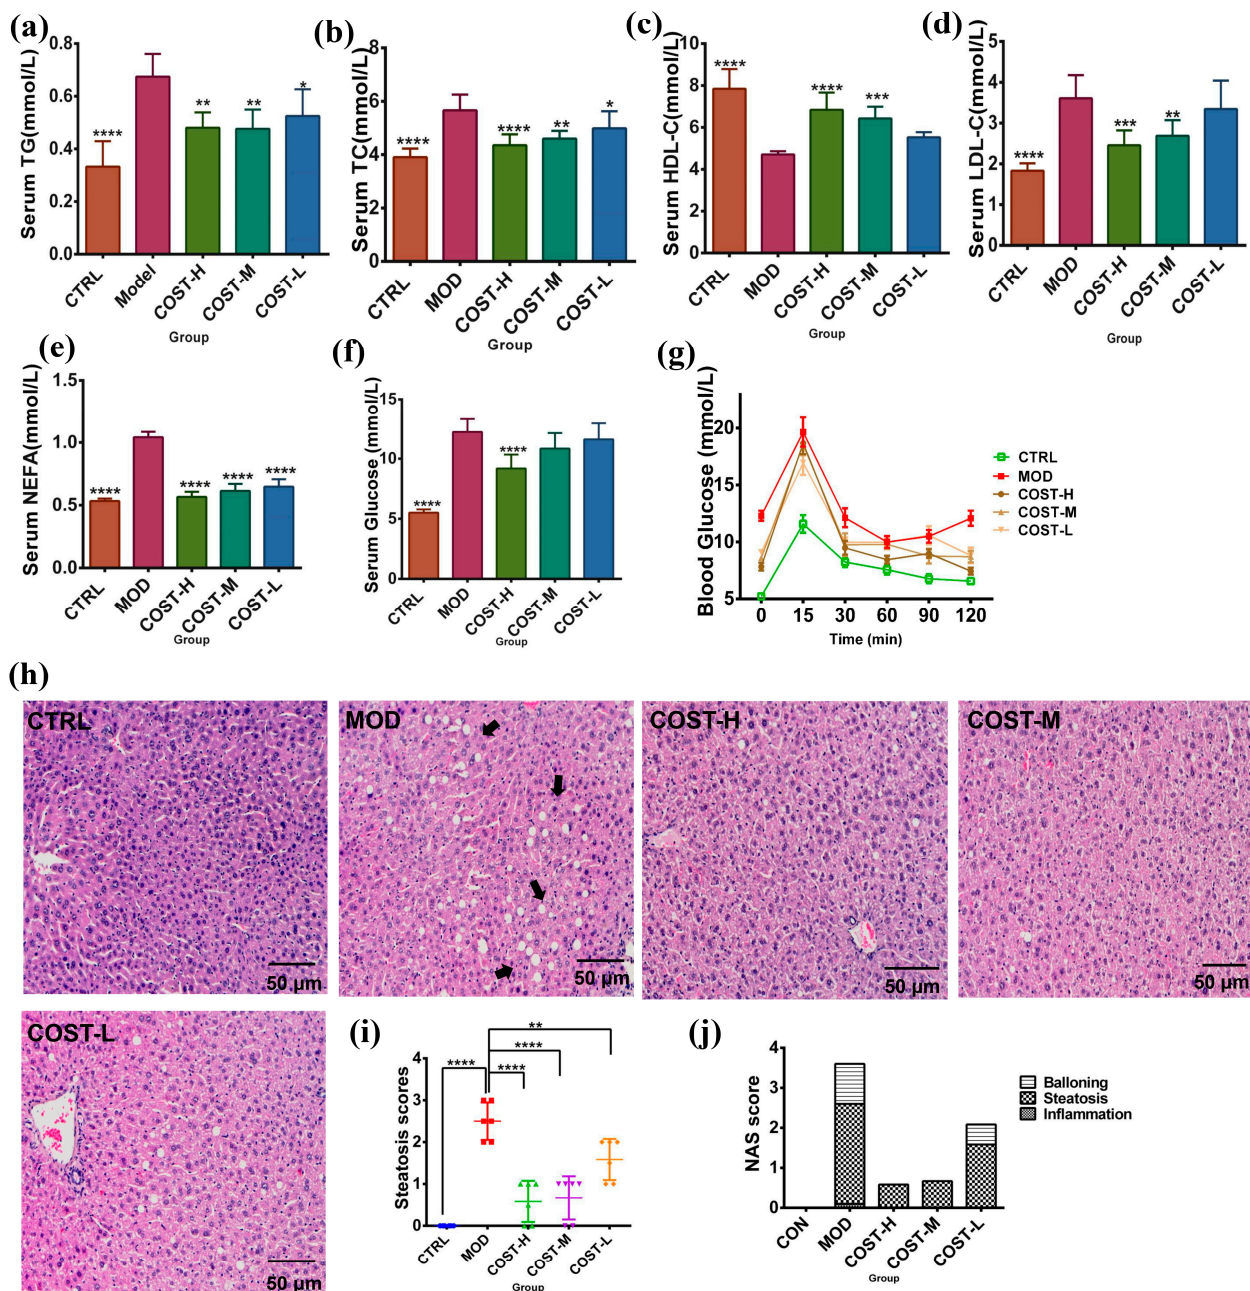 (a)
Serum TG(mmol/L)
0.8
0.6
0.4
0.2
0.0
****
**
**
*
CTRL
Model
COST-H
COST-M
COST-L
Group
(b)
Serum TC(mmol/L)
8
6
4
2
0
****
****
**
*
CTRL
MOD
COST-H
COST-M
COST-L
Group
(c)
Serum HDL-C(mmol/L)
10
8
6
4
2
0
****
****
***
CTRL
MOD
COST-H
COST-M
COST-L
(d)
Serum LDL-C(mmol/L)
5
4
3
2
1
0
****
***
**
CTRL
MOD
COST-H
COST-M
COST-L
(e)
Serum NEFA(mmol/L)
1.5
1.0
0.5
0.0
****
****
****
****
CTRL
MOD
COST-H
COST-M
COST-L
Group
(f)
Serum Glucose (mmol/L)
15
10
5
0
****
****
CTRL
MOD
COST-H
COST-M
COST-L
Group
(g)
Blood Glucose (mmol/L)
20
15
10
5
0
15
30
60
90
120
Time (min)
CTRL
MOD
COST-H
COST-M
COST-L
(h)
CTRL
50 μm
MOD
50 μm
COST-H
50 μm
COST-M
50 μm
COST-L
50 μm
(i)
Steatosis scores
4
3
2
1
0
****
****
****
**
CTRL
MOD
COST-H
COST-M
COST-L
Group
(j)
NAS score
4
3
2
1
0
CON
MOD
COST-H
COST-M
COST-L
Group
Balloning
Steatosis
Inflammation